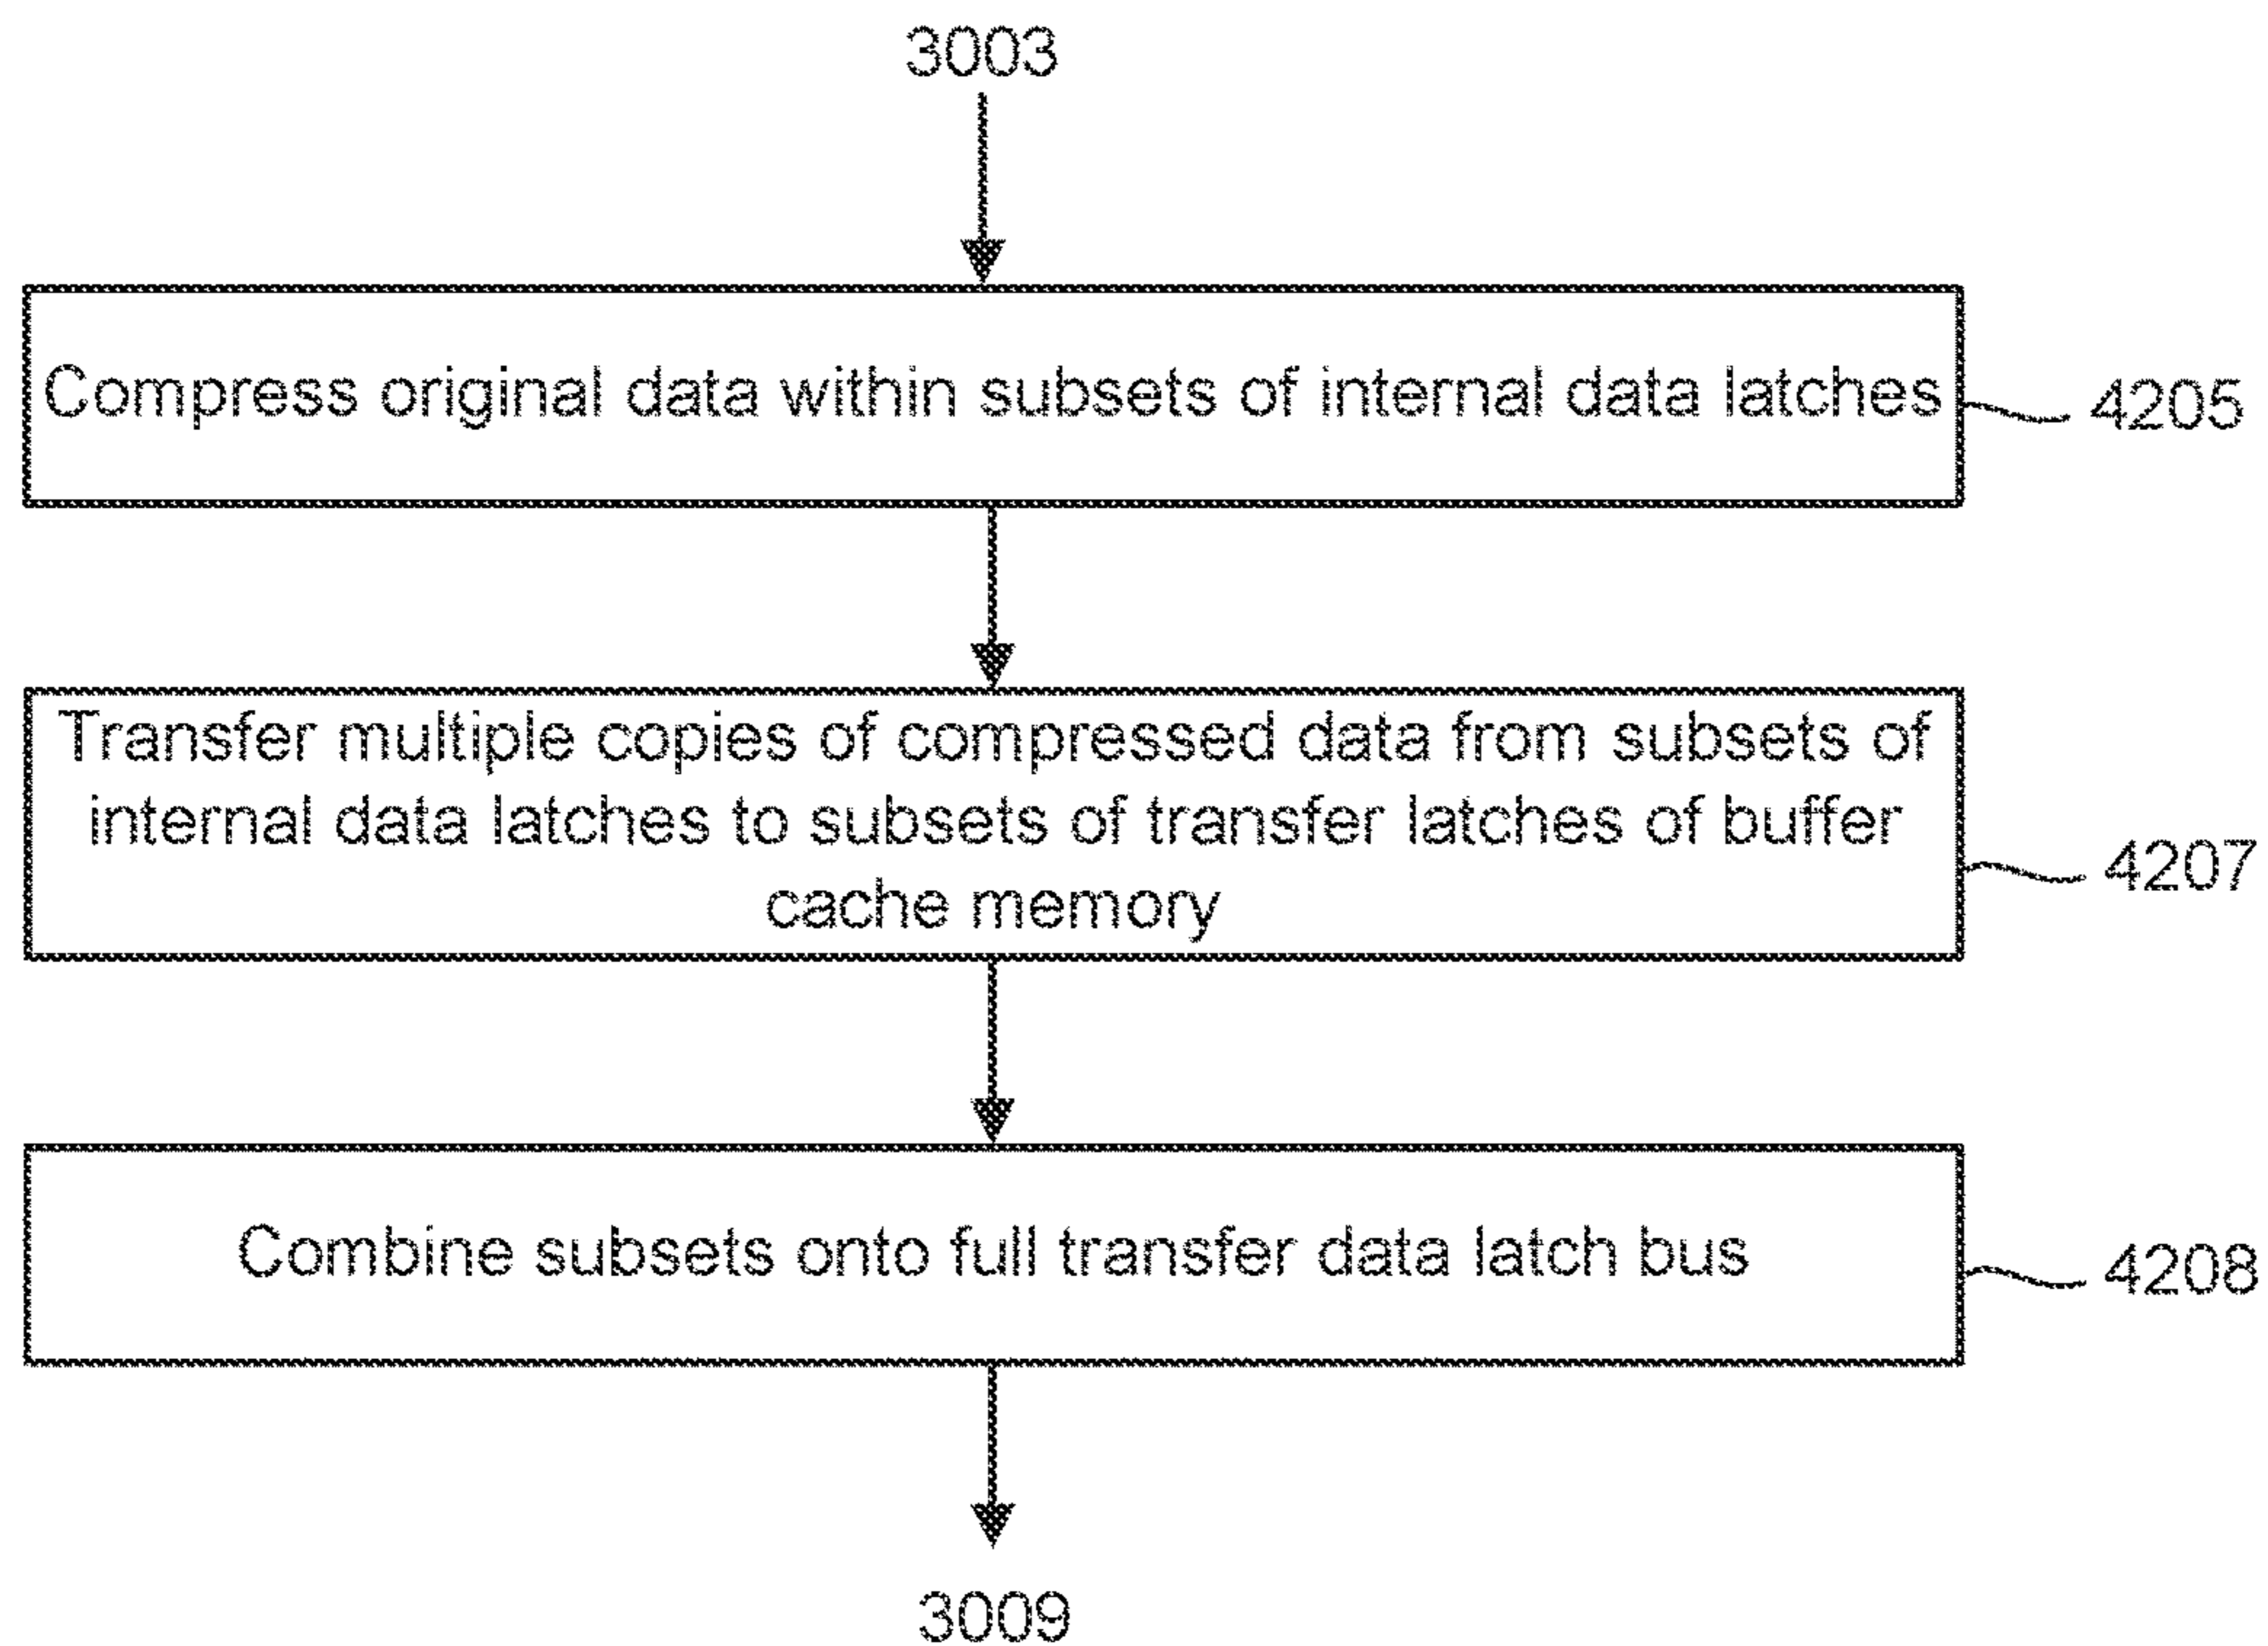 3003
Compress original data within subsets of internal data latches
4205
Transfer multiple copies of compressed data from subsets of
internal data latches to subsets of transfer latches of buffer
cache memory
4207
Combine subsets onto full transfer data latch bus
4208
3009